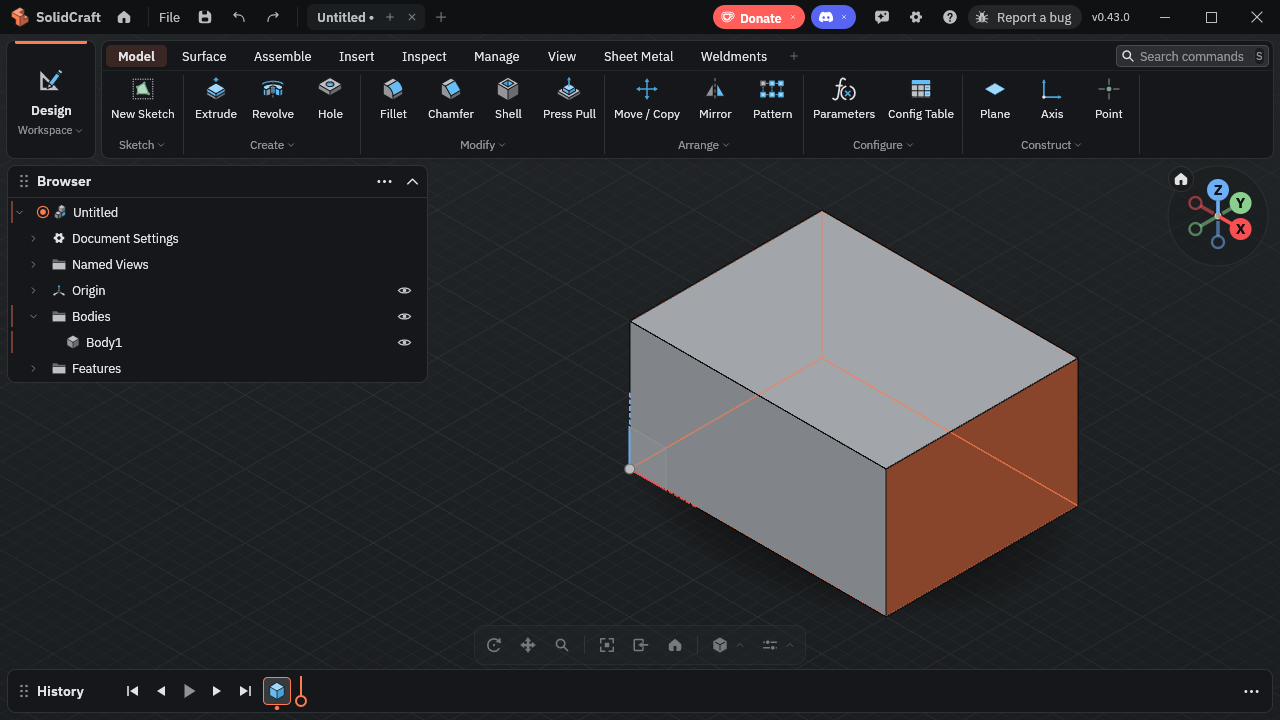 SolidCraft File Untitled • Donate Report a bug v0.43.0
Model Surface Assemble Insert Inspect Manage View Sheet Metal Weldments Search commands S
Design
Workspace
New Sketch Extrude Revolve Hole Fillet Chamfer Shell Press Pull Move / Copy Mirror Pattern Parameters Config Table Plane Axis Point
Sketch Create Modify Arrange Configure Construct
Browser
Untitled
Document Settings
Named Views
Origin
Bodies
Body1
Features
Z
Y
X
History